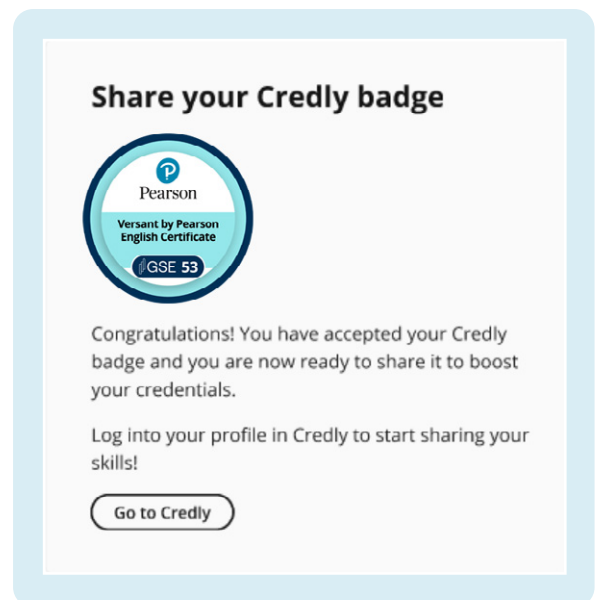 Share your Credly badge
Pearson
Versant by Pearson
English Certificate
GSE 53
Congratulations! You have accepted your Credly
badge and you are now ready to share it to boost
your credentials.
Log into your profile in Credly to start sharing your
skills!
Go to Credly